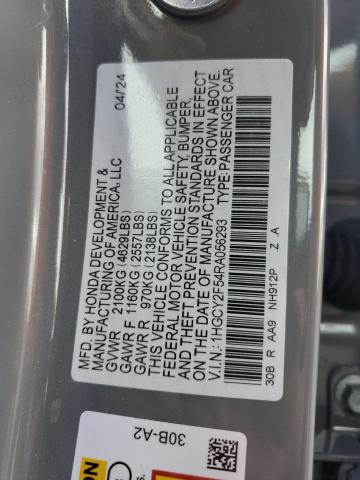 MFD. BY HONDA DEVELOPMENT &
MANUFACTURING OF AMERICA, LLC
04/24
GVWR 2100KG (4629LBS)
GAWR F 1160KG (2557LBS)
GAWR R 970KG (2138LBS)
THIS VEHICLE CONFORMS TO ALL APPLICABLE
FEDERAL MOTOR VEHICLE SAFETY, BUMPER,
AND THEFT PREVENTION STANDARDS IN EFFECT
ON THE DATE OF MANUFACTURE SHOWN ABOVE.
V.I.N.: 1HGCY2F54RA056293 TYPE: PASSENGER CAR
30B R AA9 NH912P Z A
30B-A2